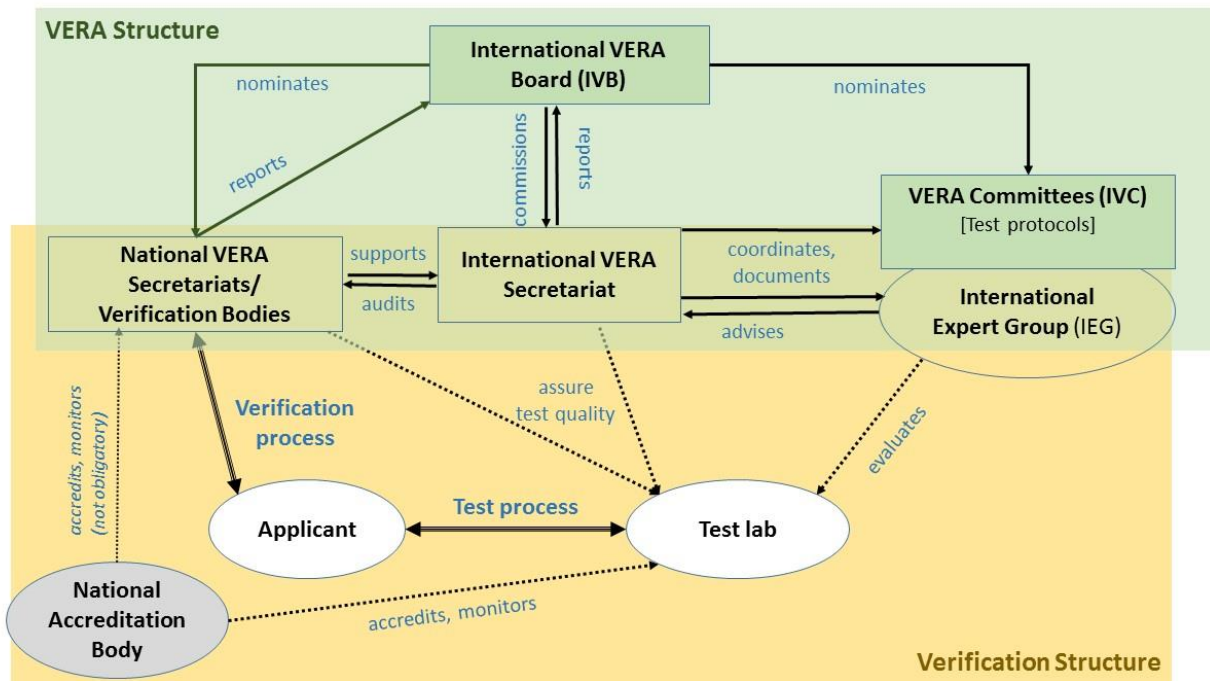 VERA Structure
International VERA
Board (IVB)
nominates
nominates
reports
commissions
reports
VERA Committees (IVC)
[Test protocols]
National VERA
Secretariats/
Verification Bodies
supports
audits
International VERA
Secretariat
coordinates,
documents
advises
International
Expert Group (IEG)
accredits, monitors
(not obligatory)
Verification
process
assure
test quality
evaluates
Applicant
Test process
Test lab
National
Accreditation
Body
accredits, monitors
Verification Structure